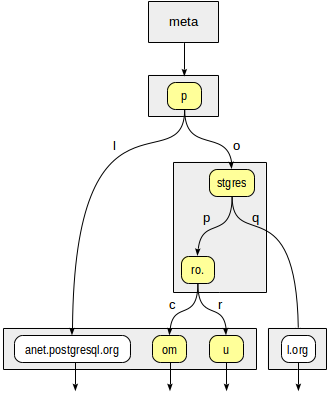 meta
p
l
o
stgres
p
q
ro.
c
r
anet.postgresql.org
om
u
l.org